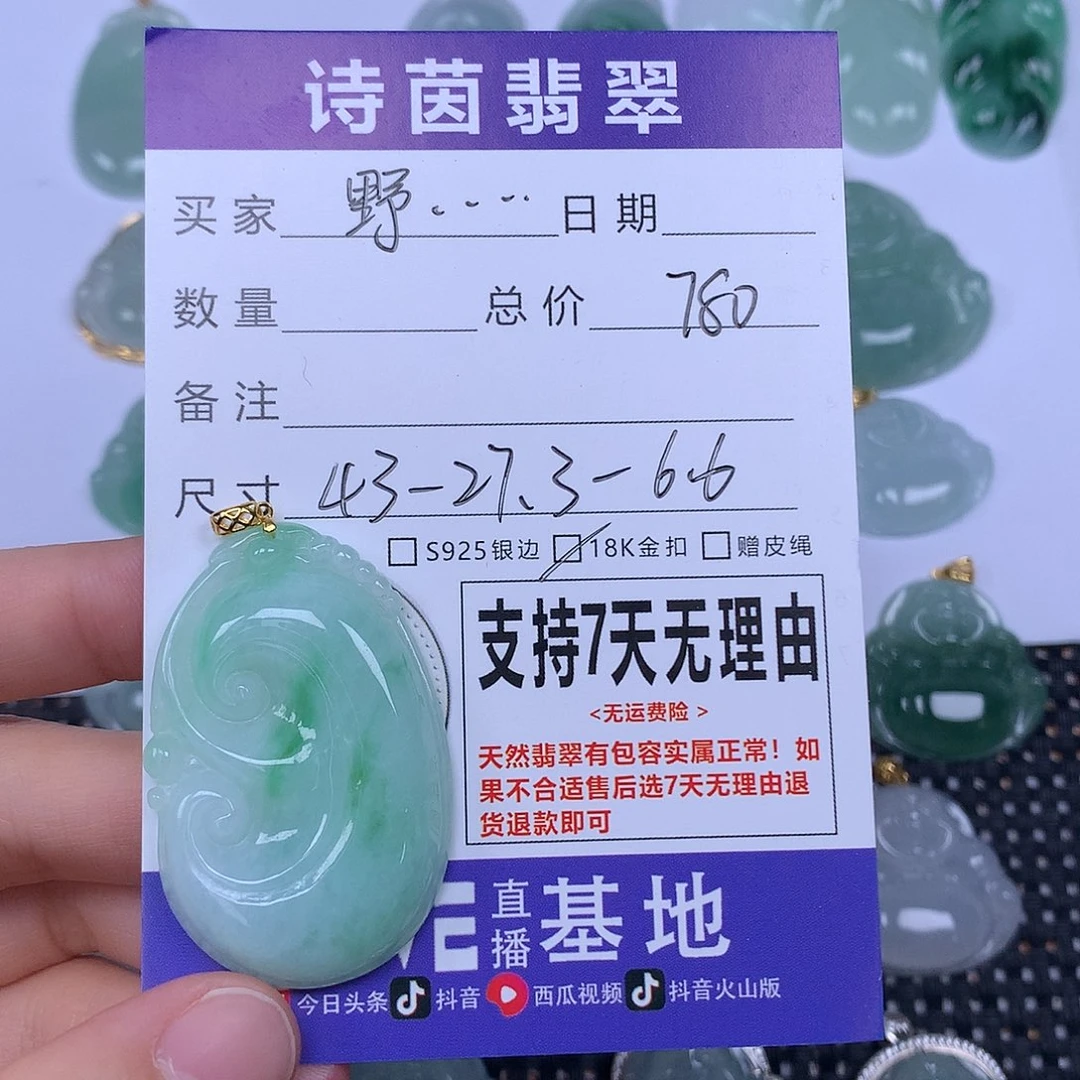 诗茵翡翠
买家 野.... 日期
数量 总价 780
备注
尺寸 43-27.3-6.6
S925银边 18K金扣 赠皮绳
支持7天无理由
<无运费险 >
天然翡翠有包容实属正常！如
果不合适售后选7天无理由退
货退款即可
直播基地
今日头条 抖音 西瓜视频 抖音火山版